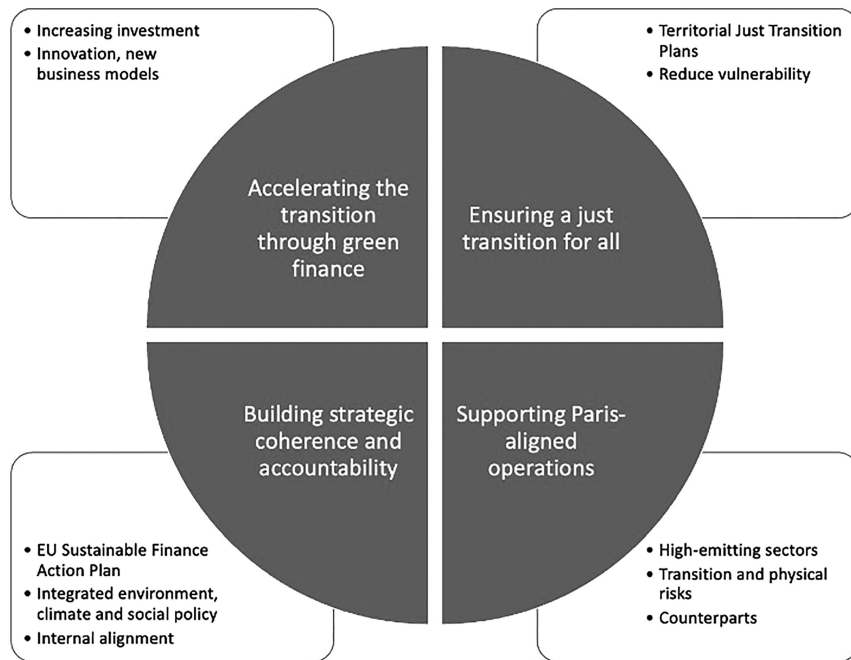 • Increasing investment
• Innovation, new
business models
• Territorial Just Transition
Plans
• Reduce vulnerability
Accelerating the
transition
through green
finance
Ensuring a just
transition for all
Building strategic
coherence and
accountability
Supporting Paris-
aligned
operations
• EU Sustainable Finance
Action Plan
• Integrated environment,
climate and social policy
• Internal alignment
• High-emitting sectors
• Transition and physical
risks
• Counterparts